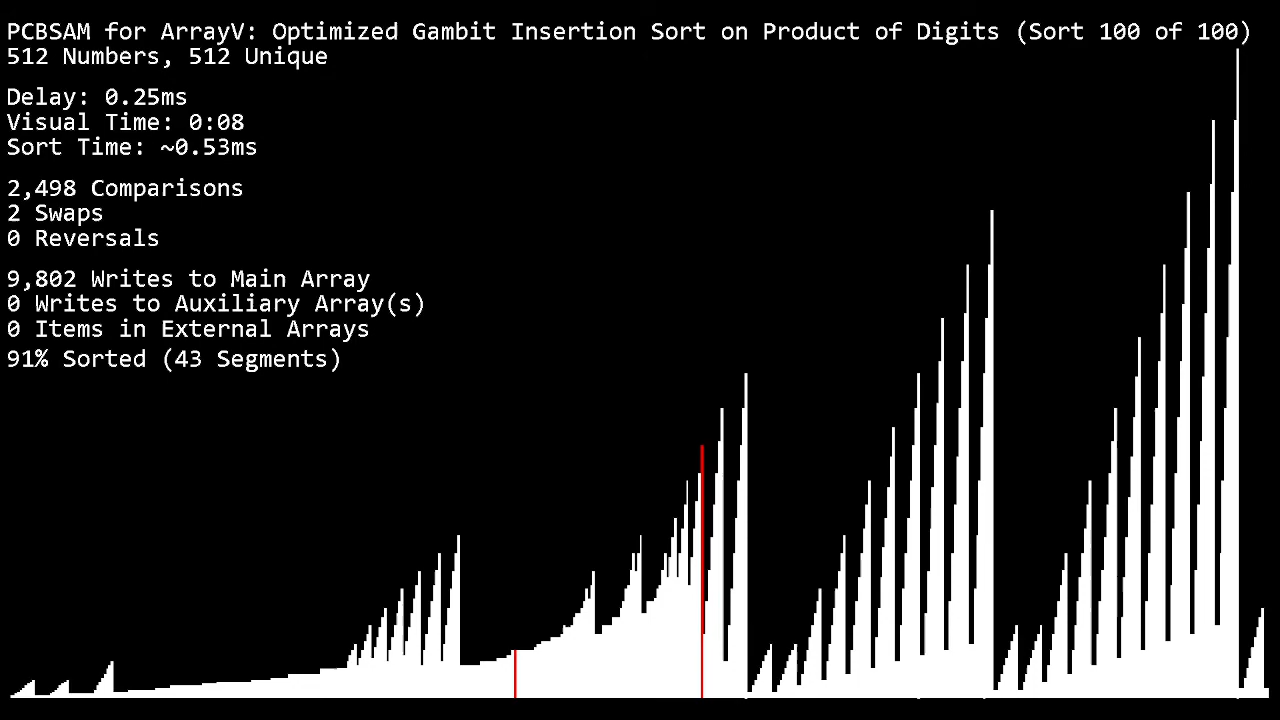 PCBSAM for ArrayV: Optimized Gambit Insertion Sort on Product of Digits (Sort 100 of 100)
512 Numbers, 512 Unique
Delay: 0.25ms
Visual Time: 0:08
Sort Time: ~0.53ms
2,498 Comparisons
2 Swaps
0 Reversals
9,802 Writes to Main Array
0 Writes to Auxiliary Array(s)
0 Items in External Arrays
91% Sorted (43 Segments)